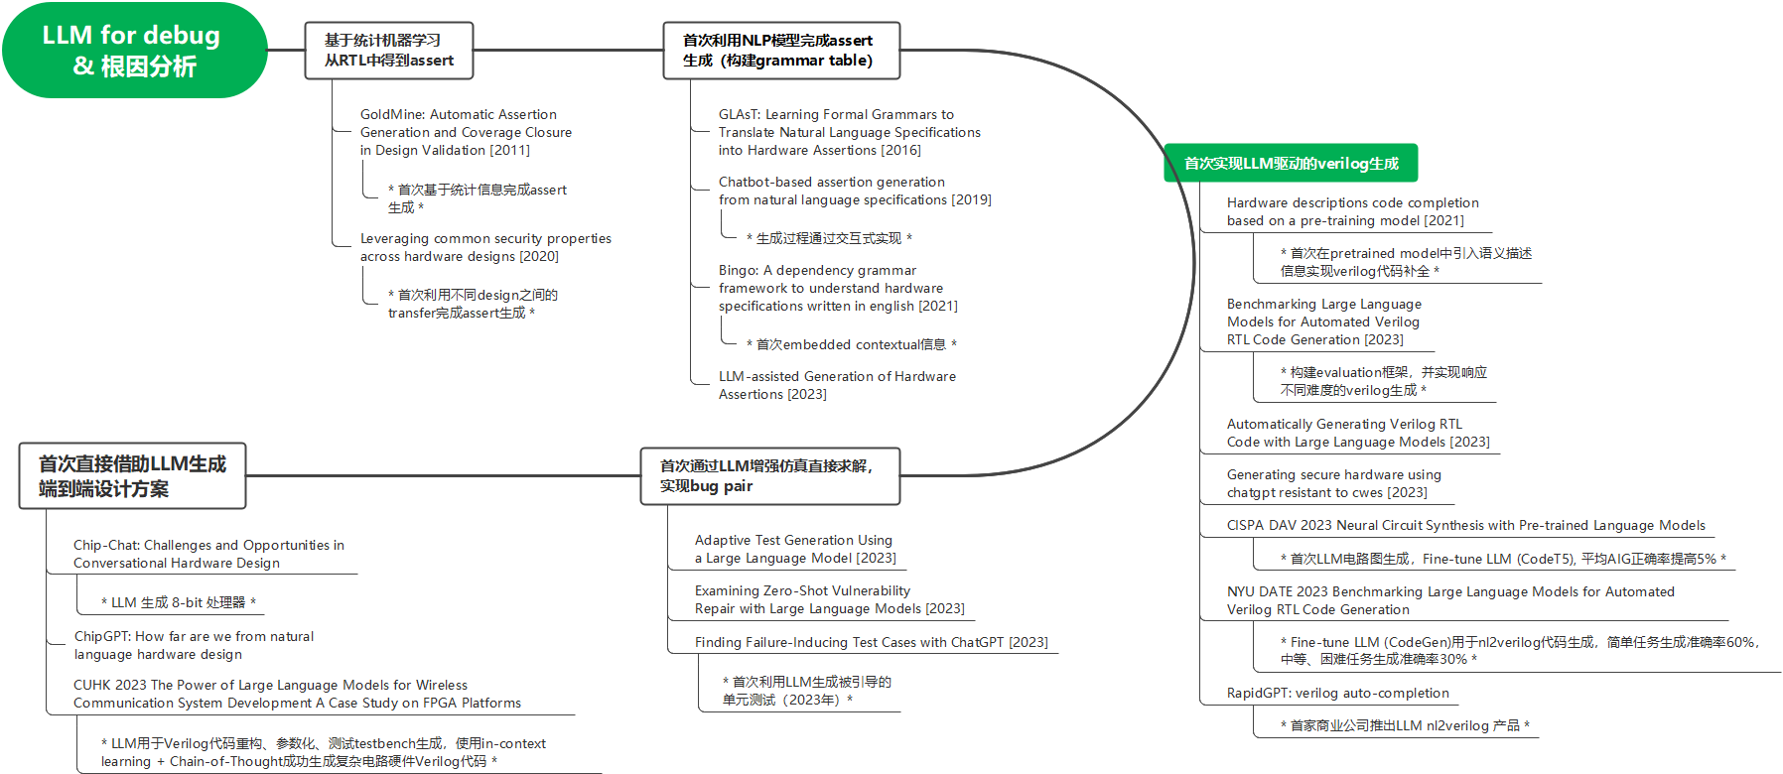 LLM for debug
& 根因分析
基于统计机器学习
从RTL中得到assert
GoldMine: Automatic Assertion
Generation and Coverage Closure
in Design Validation [2011]
* 首次基于统计信息完成assert
生成 *
Leveraging common security properties
across hardware designs [2020]
* 首次利用不同design之间的
transfer完成assert生成 *
首次利用NLP模型完成assert
生成（构建grammar table）
GLAsT: Learning Formal Grammars to
Translate Natural Language Specifications
into Hardware Assertions [2016]
Chatbot-based assertion generation
from natural language specifications [2019]
* 生成过程通过交互式实现 *
Bingo: A dependency grammar
framework to understand hardware
specifications written in english [2021]
* 首次embedded contextual信息 *
LLM-assisted Generation of Hardware
Assertions [2023]
首次实现LLM驱动的verilog生成
Hardware descriptions code completion
based on a pre-training model [2021]
* 首次在pretrained model中引入语义描述
信息实现verilog代码补全 *
Benchmarking Large Language
Models for Automated Verilog
RTL Code Generation [2023]
* 构建evaluation框架，并实现响应
不同难度的verilog生成 *
Automatically Generating Verilog RTL
Code with Large Language Models [2023]
Generating secure hardware using
chatgpt resistant to cwes [2023]
CISPA DAV 2023 Neural Circuit Synthesis with Pre-trained Language Models
* 首次LLM电路图生成，Fine-tune LLM (CodeT5), 平均AIG正确率提高5% *
NYU DATE 2023 Benchmarking Large Language Models for Automated
Verilog RTL Code Generation
* Fine-tune LLM (CodeGen)用于nl2verilog代码生成，简单任务生成准确率60%，
中等、困难任务生成准确率30% *
RapidGPT: verilog auto-completion
* 首家商业公司推出LLM nl2verilog 产品 *
首次通过LLM增强仿真直接求解，
实现bug pair
Adaptive Test Generation Using
a Large Language Model [2023]
Examining Zero-Shot Vulnerability
Repair with Large Language Models [2023]
Finding Failure-Inducing Test Cases with ChatGPT [2023]
* 首次利用LLM生成被引导的
单元测试（2023年）*
首次直接借助LLM生成
端到端设计方案
Chip-Chat: Challenges and Opportunities in
Conversational Hardware Design
* LLM 生成 8-bit 处理器 *
ChipGPT: How far are we from natural
language hardware design
CUHK 2023 The Power of Large Language Models for Wireless
Communication System Development A Case Study on FPGA Platforms
* LLM用于Verilog代码重构、参数化、测试testbench生成，使用in-context
learning + Chain-of-Thought成功生成复杂电路硬件Verilog代码 *